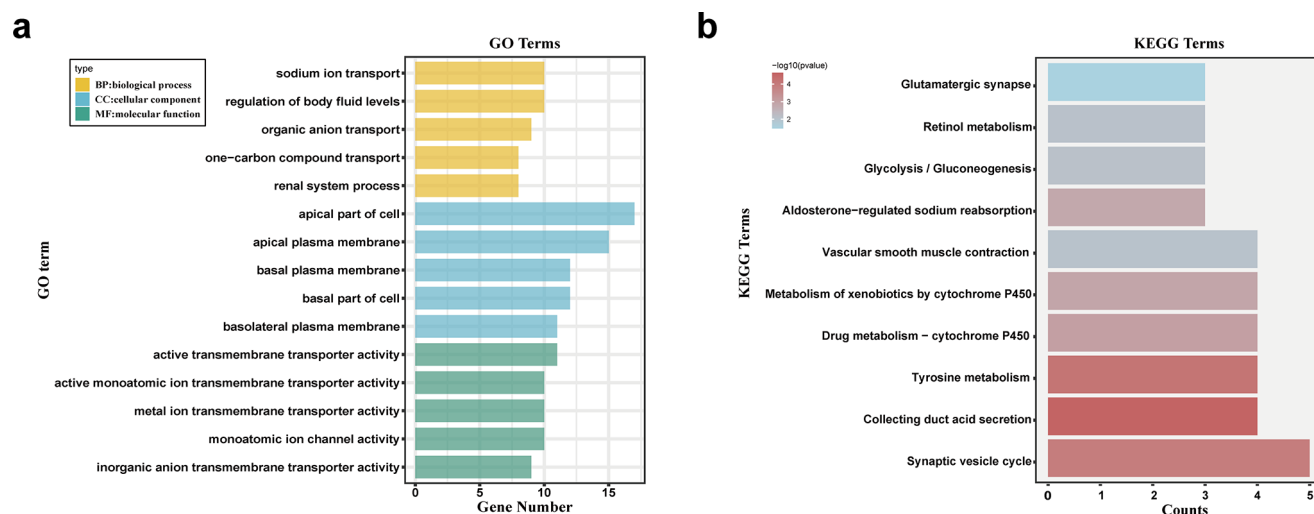 a
GO Terms
type
BP:biological process
CC:cellular component
MF:molecular function
GO term
sodium ion transport
regulation of body fluid levels
organic anion transport
one−carbon compound transport
renal system process
apical part of cell
apical plasma membrane
basal plasma membrane
basal part of cell
basolateral plasma membrane
active transmembrane transporter activity
active monoatomic ion transmembrane transporter activity
metal ion transmembrane transporter activity
monoatomic ion channel activity
inorganic anion transmembrane transporter activity
0 5 10 15
Gene Number
b
KEGG Terms
−log10(pvalue)
4
3
2
KEGG Terms
Glutamatergic synapse
Retinol metabolism
Glycolysis / Gluconeogenesis
Aldosterone−regulated sodium reabsorption
Vascular smooth muscle contraction
Metabolism of xenobiotics by cytochrome P450
Drug metabolism − cytochrome P450
Tyrosine metabolism
Collecting duct acid secretion
Synaptic vesicle cycle
0 1 2 3 4 5
Counts